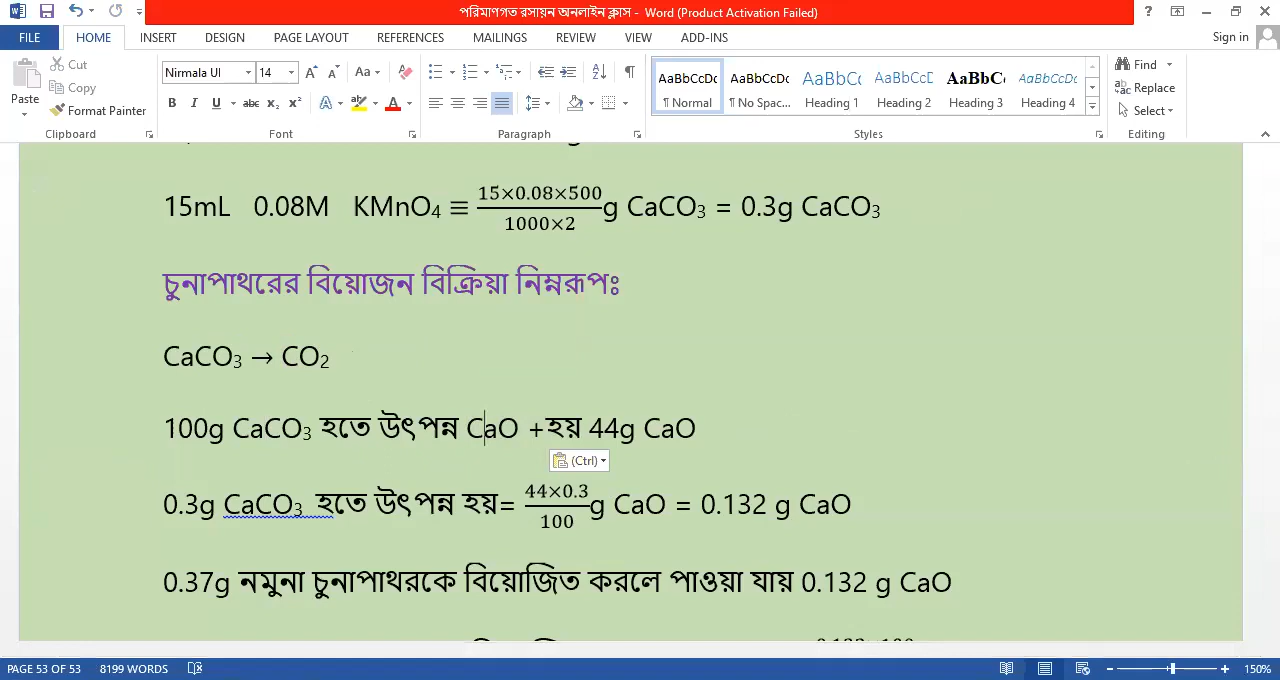 পরিমাণগত রসায়ন অনলাইন ক্লাস - Word (Product Activation Failed)
FILE HOME INSERT DESIGN PAGE LAYOUT REFERENCES MAILINGS REVIEW VIEW ADD-INS Sign in
Cut
Copy
Paste Format Painter
Clipboard
Nirmala UI 14
Font
Paragraph
AaBbCcDc AaBbCcDc AaBbCc AaBbCcD AaBbC AaBbCcDc
¶ Normal ¶ No Spac... Heading 1 Heading 2 Heading 3 Heading 4
Styles
Find
Replace
Select
Editing
15mL 0.08M KMnO₄ ≡ 15×0.08×500/1000×2 g CaCO₃ = 0.3g CaCO₃
চুনাপাথরের বিয়োজন বিক্রিয়া নিম্নরূপঃ
CaCO₃ → CO₂
100g CaCO₃ হতে উৎপন্ন CaO +হয় 44g CaO
(Ctrl)
0.3g CaCO₃ হতে উৎপন্ন হয়= 44×0.3/100 g CaO = 0.132 g CaO
0.37g নমুনা চুনাপাথরকে বিয়োজিত করলে পাওয়া যায় 0.132 g CaO
PAGE 53 OF 53 8199 WORDS 150%